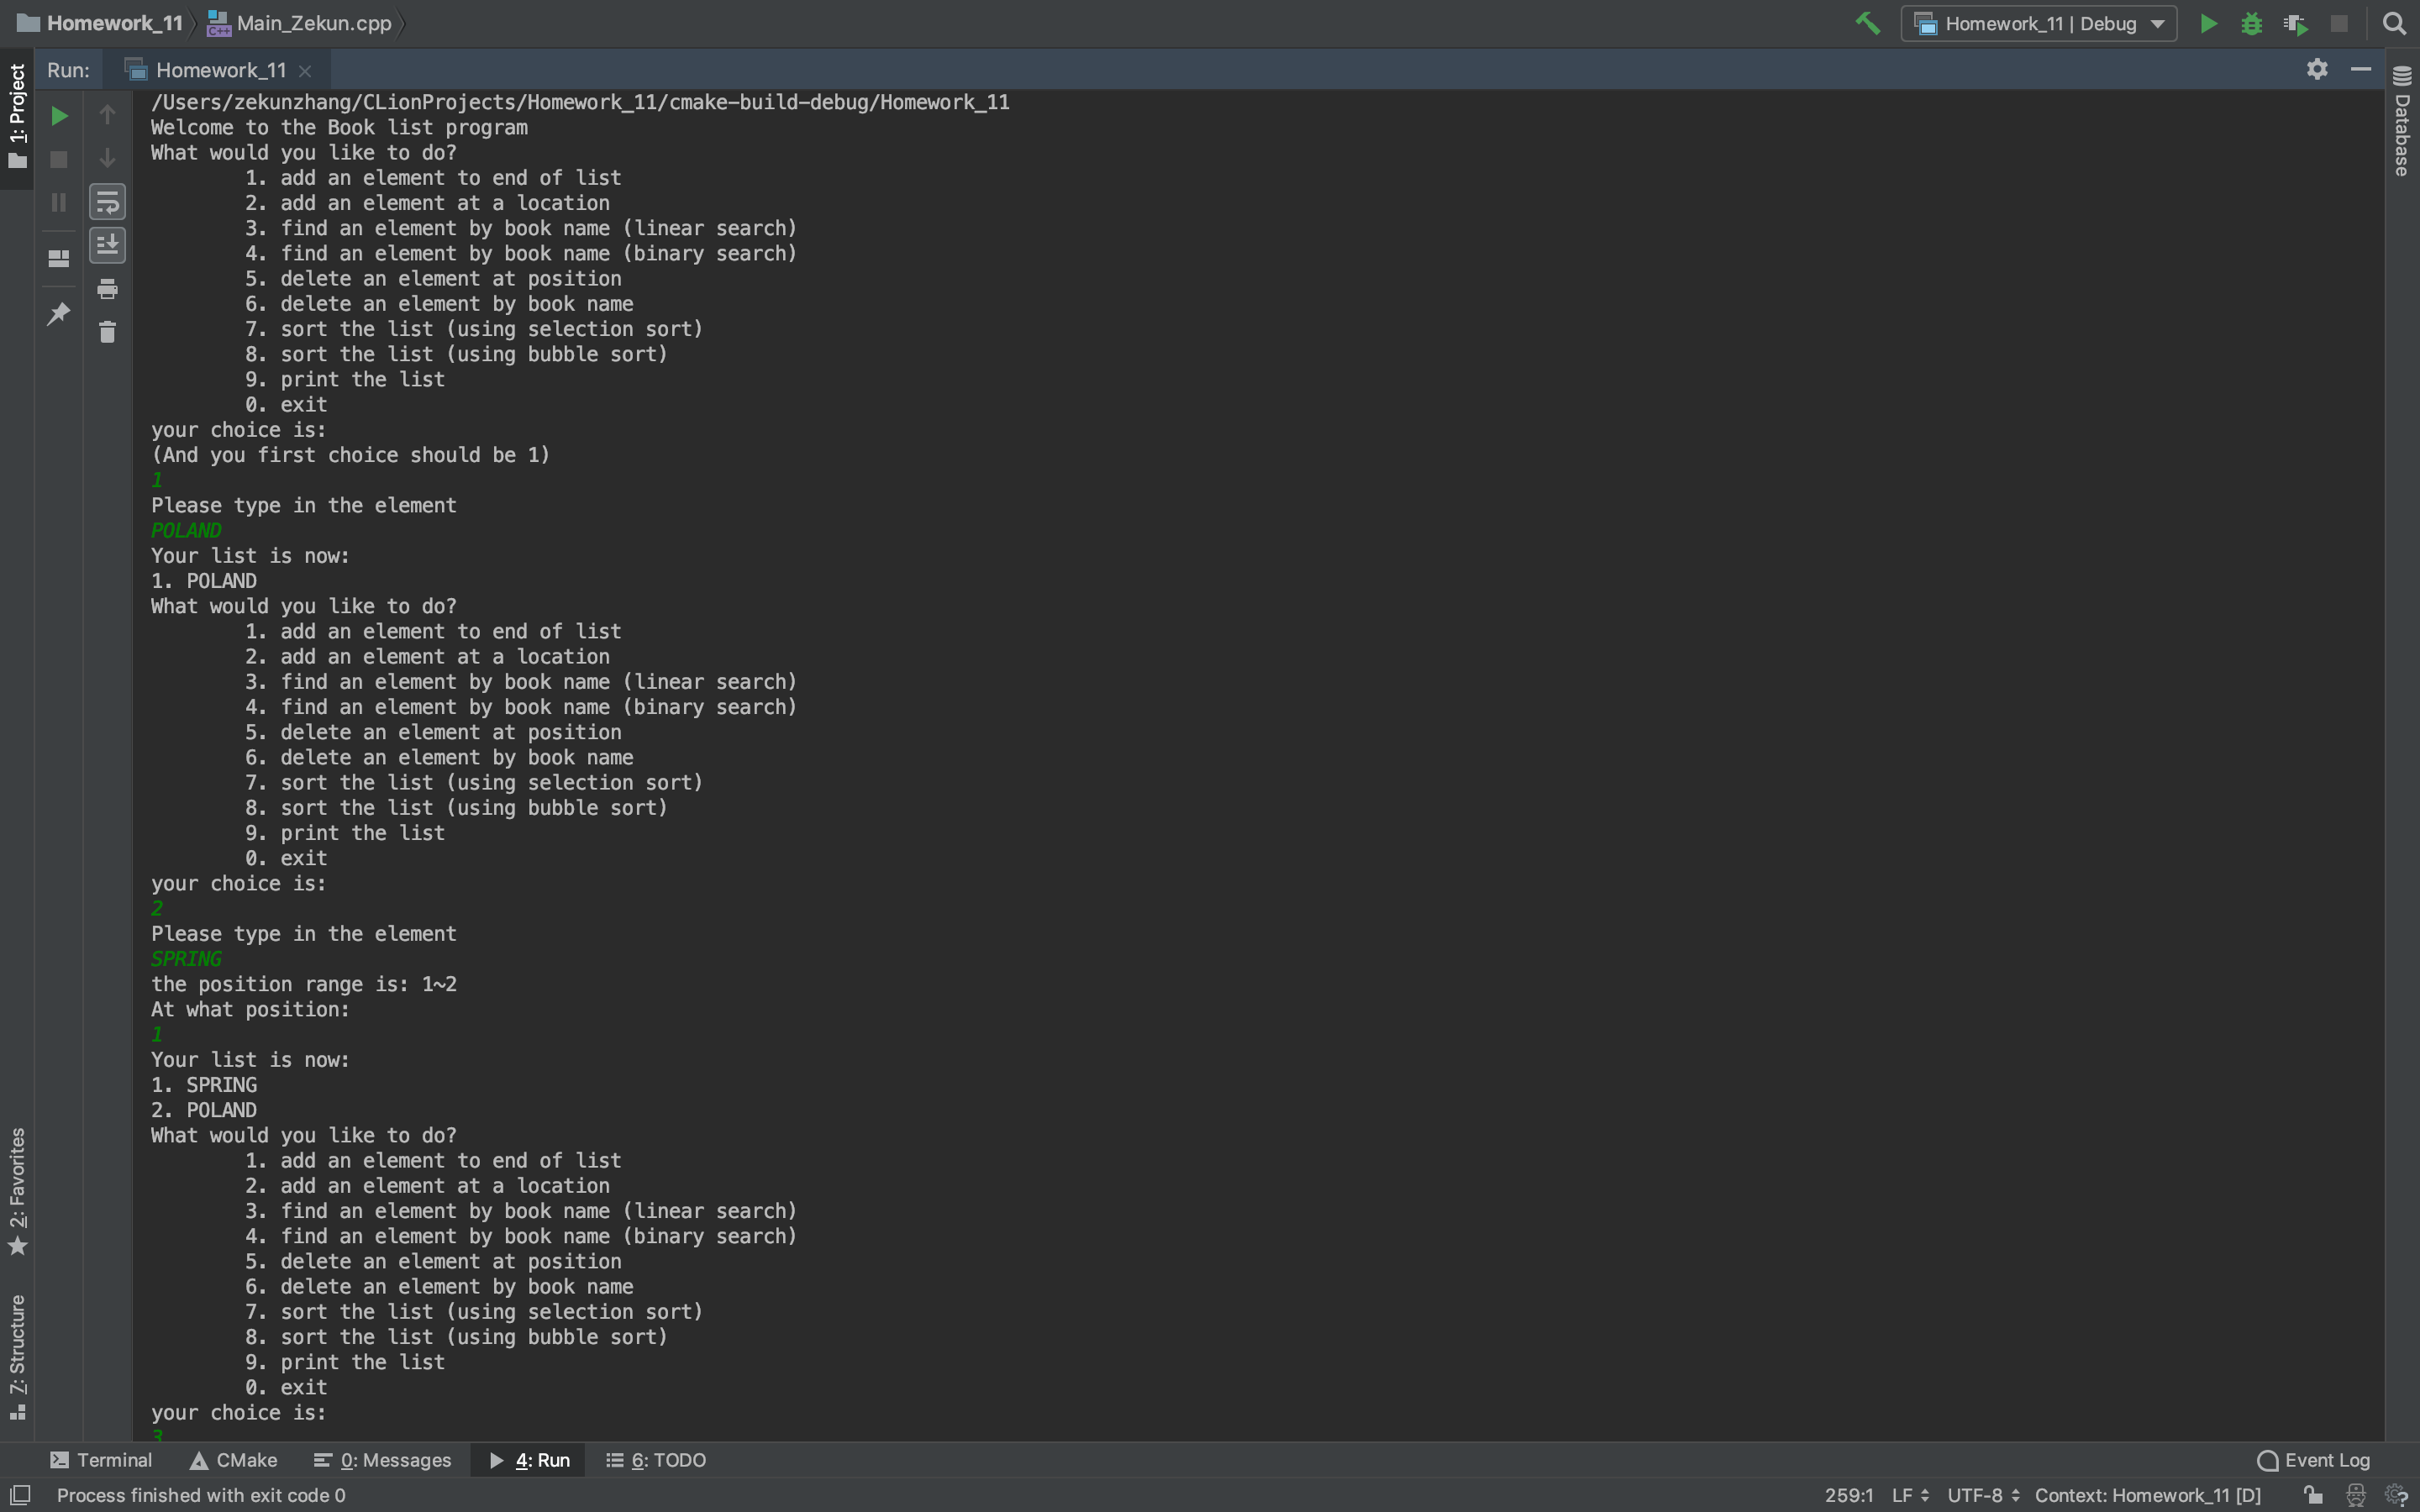 Homework_11 Main_Zekun.cpp Homework_11 | Debug
Run: Homework_11
1: Project
Database
/Users/zekunzhang/CLionProjects/Homework_11/cmake-build-debug/Homework_11
Welcome to the Book list program
What would you like to do?
1. add an element to end of list
2. add an element at a location
3. find an element by book name (linear search)
4. find an element by book name (binary search)
5. delete an element at position
6. delete an element by book name
7. sort the list (using selection sort)
8. sort the list (using bubble sort)
9. print the list
0. exit
your choice is:
(And you first choice should be 1)
1
Please type in the element
POLAND
Your list is now:
1. POLAND
What would you like to do?
1. add an element to end of list
2. add an element at a location
3. find an element by book name (linear search)
4. find an element by book name (binary search)
5. delete an element at position
6. delete an element by book name
7. sort the list (using selection sort)
8. sort the list (using bubble sort)
9. print the list
0. exit
your choice is:
2
Please type in the element
SPRING
the position range is: 1~2
At what position:
1
Your list is now:
1. SPRING
2. POLAND
What would you like to do?
1. add an element to end of list
2. add an element at a location
3. find an element by book name (linear search)
4. find an element by book name (binary search)
5. delete an element at position
6. delete an element by book name
7. sort the list (using selection sort)
8. sort the list (using bubble sort)
9. print the list
0. exit
your choice is:
3
2: Favorites
7: Structure
Terminal CMake 0: Messages 4: Run 6: TODO Event Log
Process finished with exit code 0 259:1 LF UTF-8 Context: Homework_11 [D]